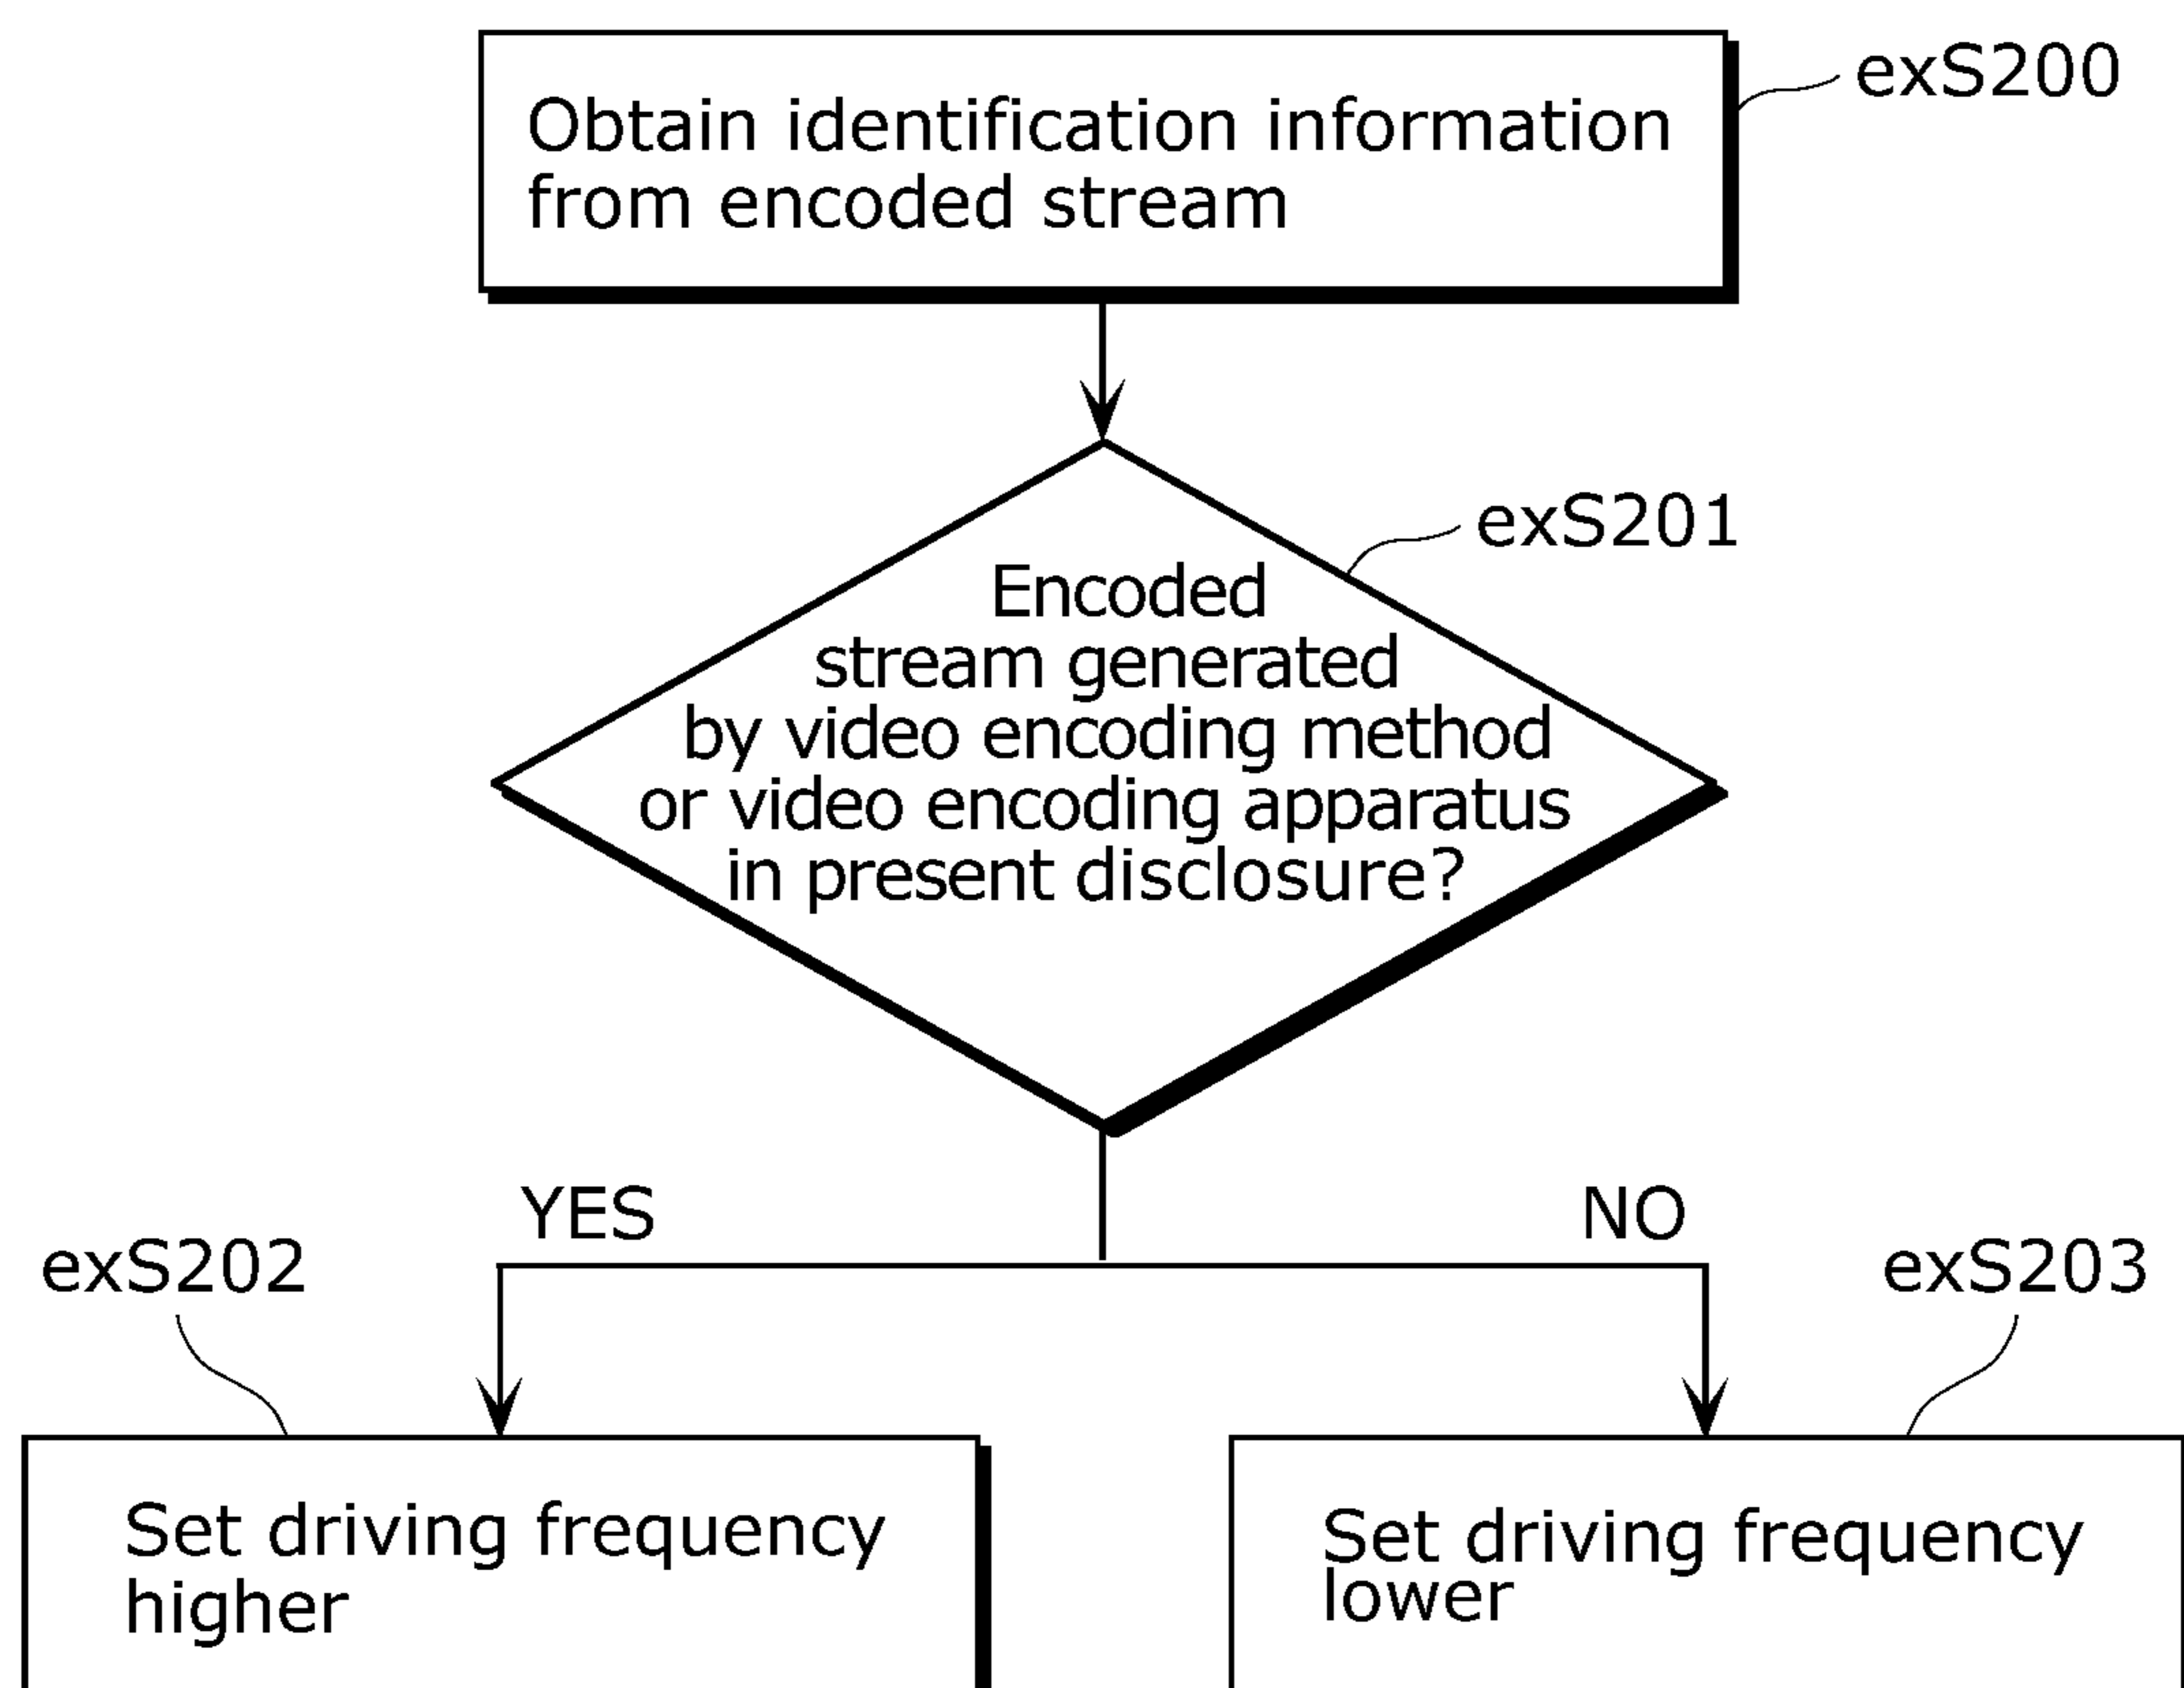 exS200
Obtain identification information
from encoded stream
exS201
Encoded
stream generated
by video encoding method
or video encoding apparatus
in present disclosure?
YES
NO
exS202
exS203
Set driving frequency
higher
Set driving frequency
lower